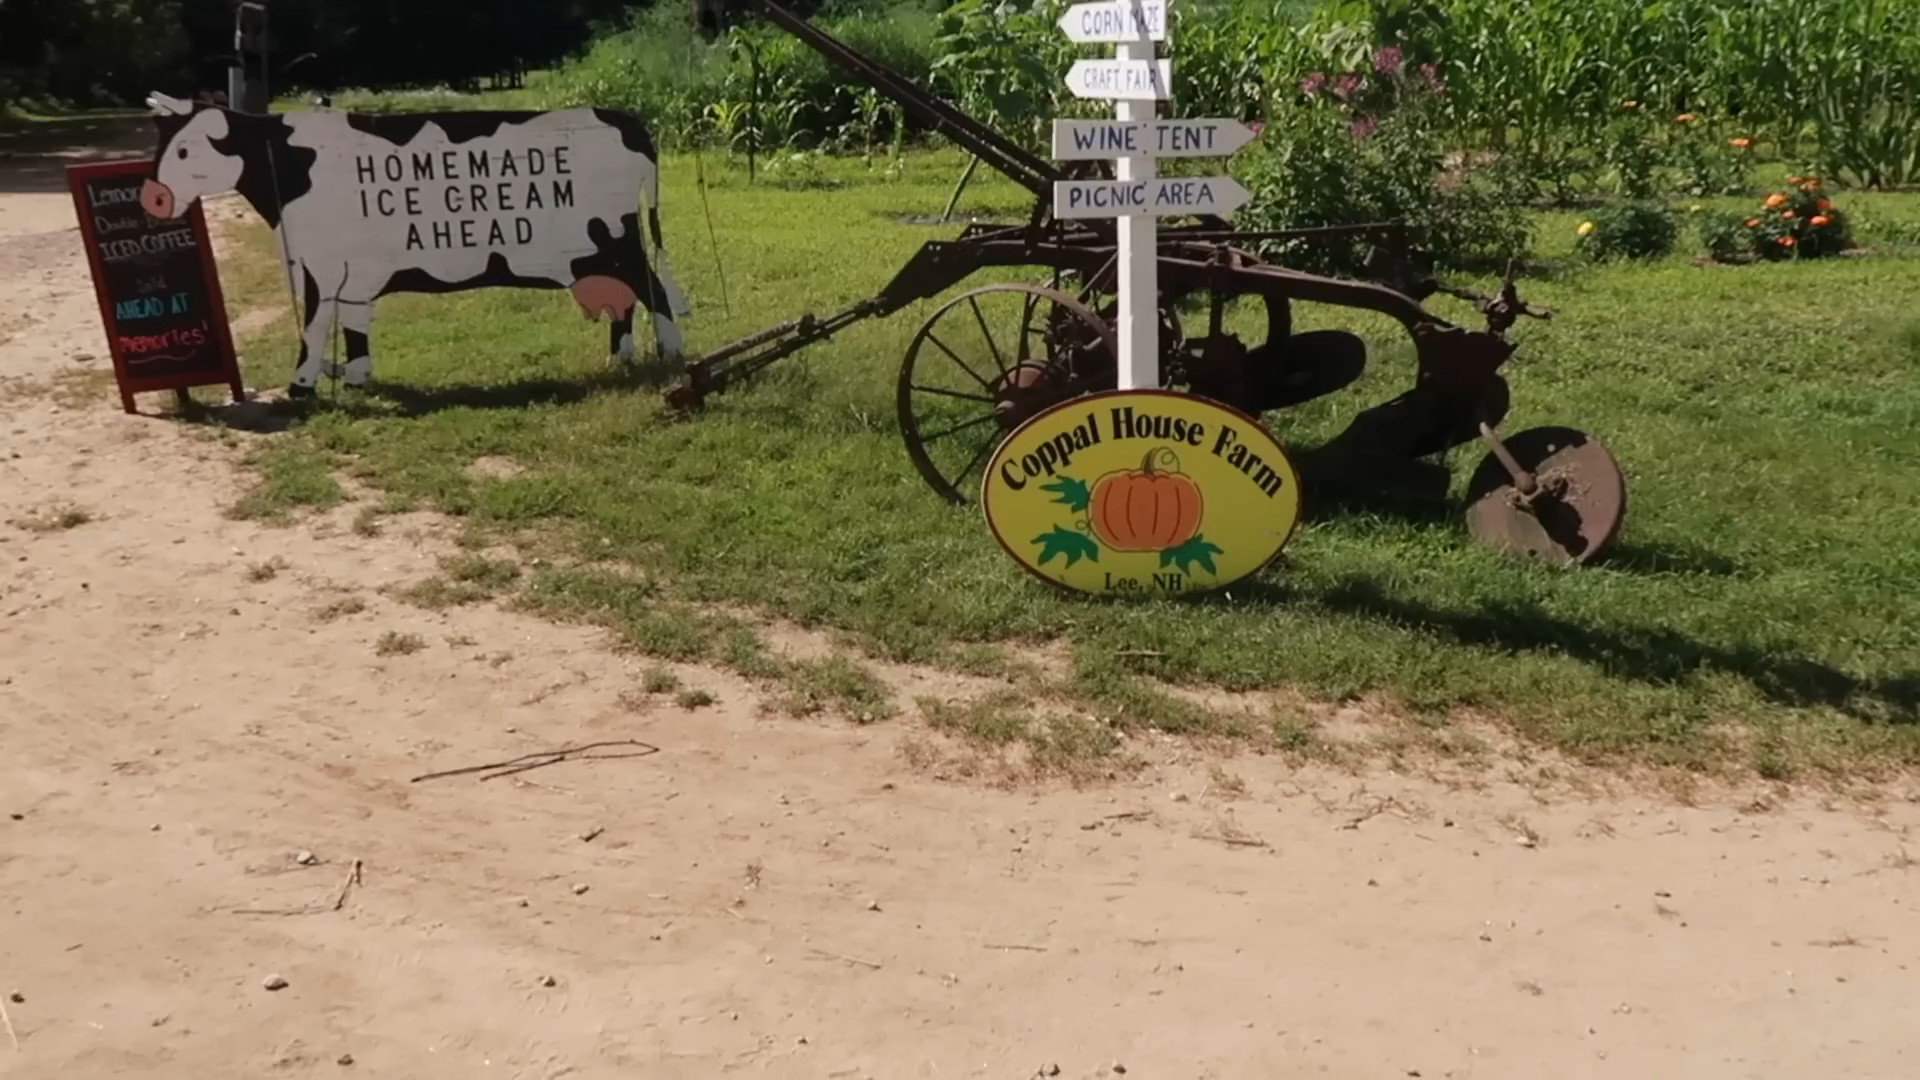 CORN MAZE
CRAFT FAIR
WINE TENT
PICNIC AREA
HOMEMADE
ICE CREAM
AHEAD
ICED COFFEE
Sold
AHEAD AT
memories!
Coppal House Farm
Lee, NH